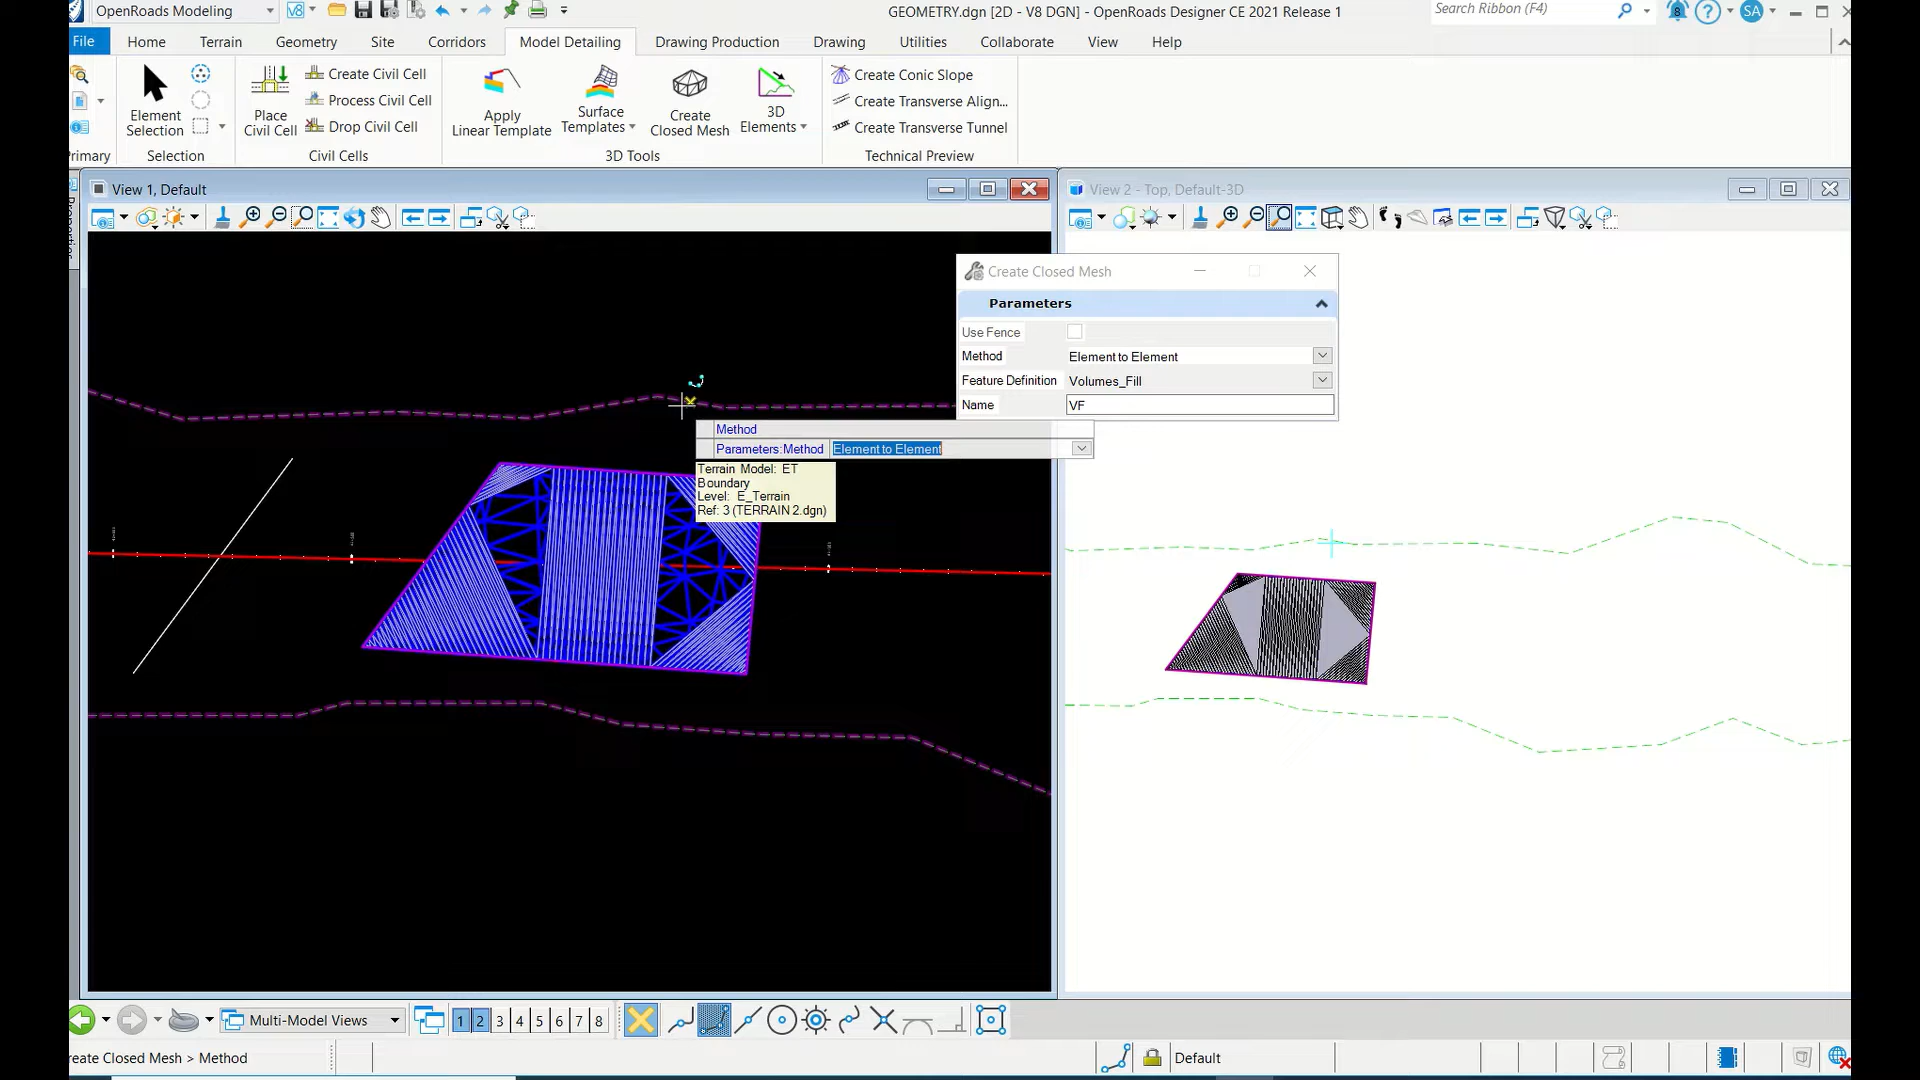 OpenRoads Modeling
GEOMETRY.dgn [2D - V8 DGN] - OpenRoads Designer CE 2021 Release 1
Search Ribbon (F4)
8
SA
File
Home
Terrain
Geometry
Site
Corridors
Model Detailing
Drawing Production
Drawing
Utilities
Collaborate
View
Help
Element
Selection
Place
Civil Cell
Create Civil Cell
Process Civil Cell
Drop Civil Cell
Apply
Linear Template
Surface
Templates
Create
Closed Mesh
3D
Elements
Create Conic Slope
Create Transverse Align...
Create Transverse Tunnel
rimary
Selection
Civil Cells
3D Tools
Technical Preview
Properties
View 1, Default
View 2 - Top, Default-3D
Create Closed Mesh
Parameters
Use Fence
Method Element to Element
Feature Definition Volumes_Fill
Name VF
Method
Parameters:Method Element to Element
Terrain Model: ET
Boundary
Level: E_Terrain
Ref: 3 (TERRAIN 2.dgn)
Multi-Model Views
1 2 3 4 5 6 7 8
reate Closed Mesh > Method
Default